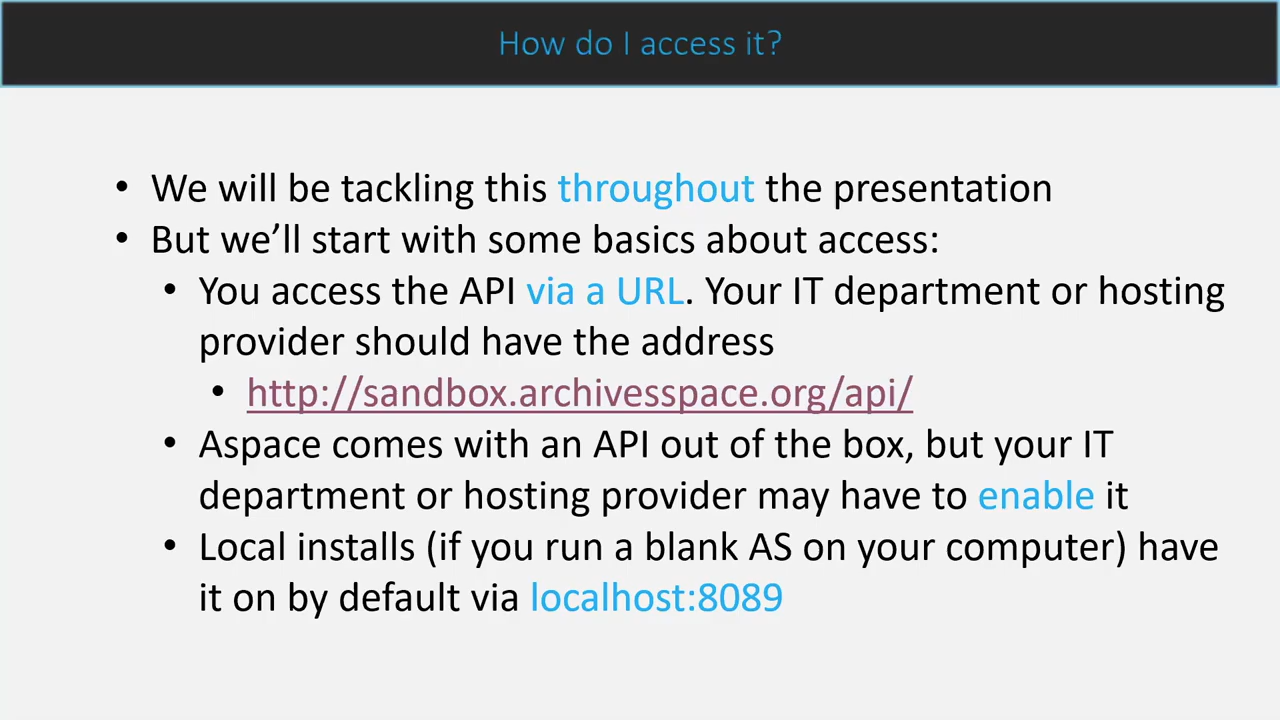 How do I access it?
• We will be tackling this throughout the presentation
• But we’ll start with some basics about access:
• You access the API via a URL. Your IT department or hosting
provider should have the address
• http://sandbox.archivesspace.org/api/
• Aspace comes with an API out of the box, but your IT
department or hosting provider may have to enable it
• Local installs (if you run a blank AS on your computer) have
it on by default via localhost:8089